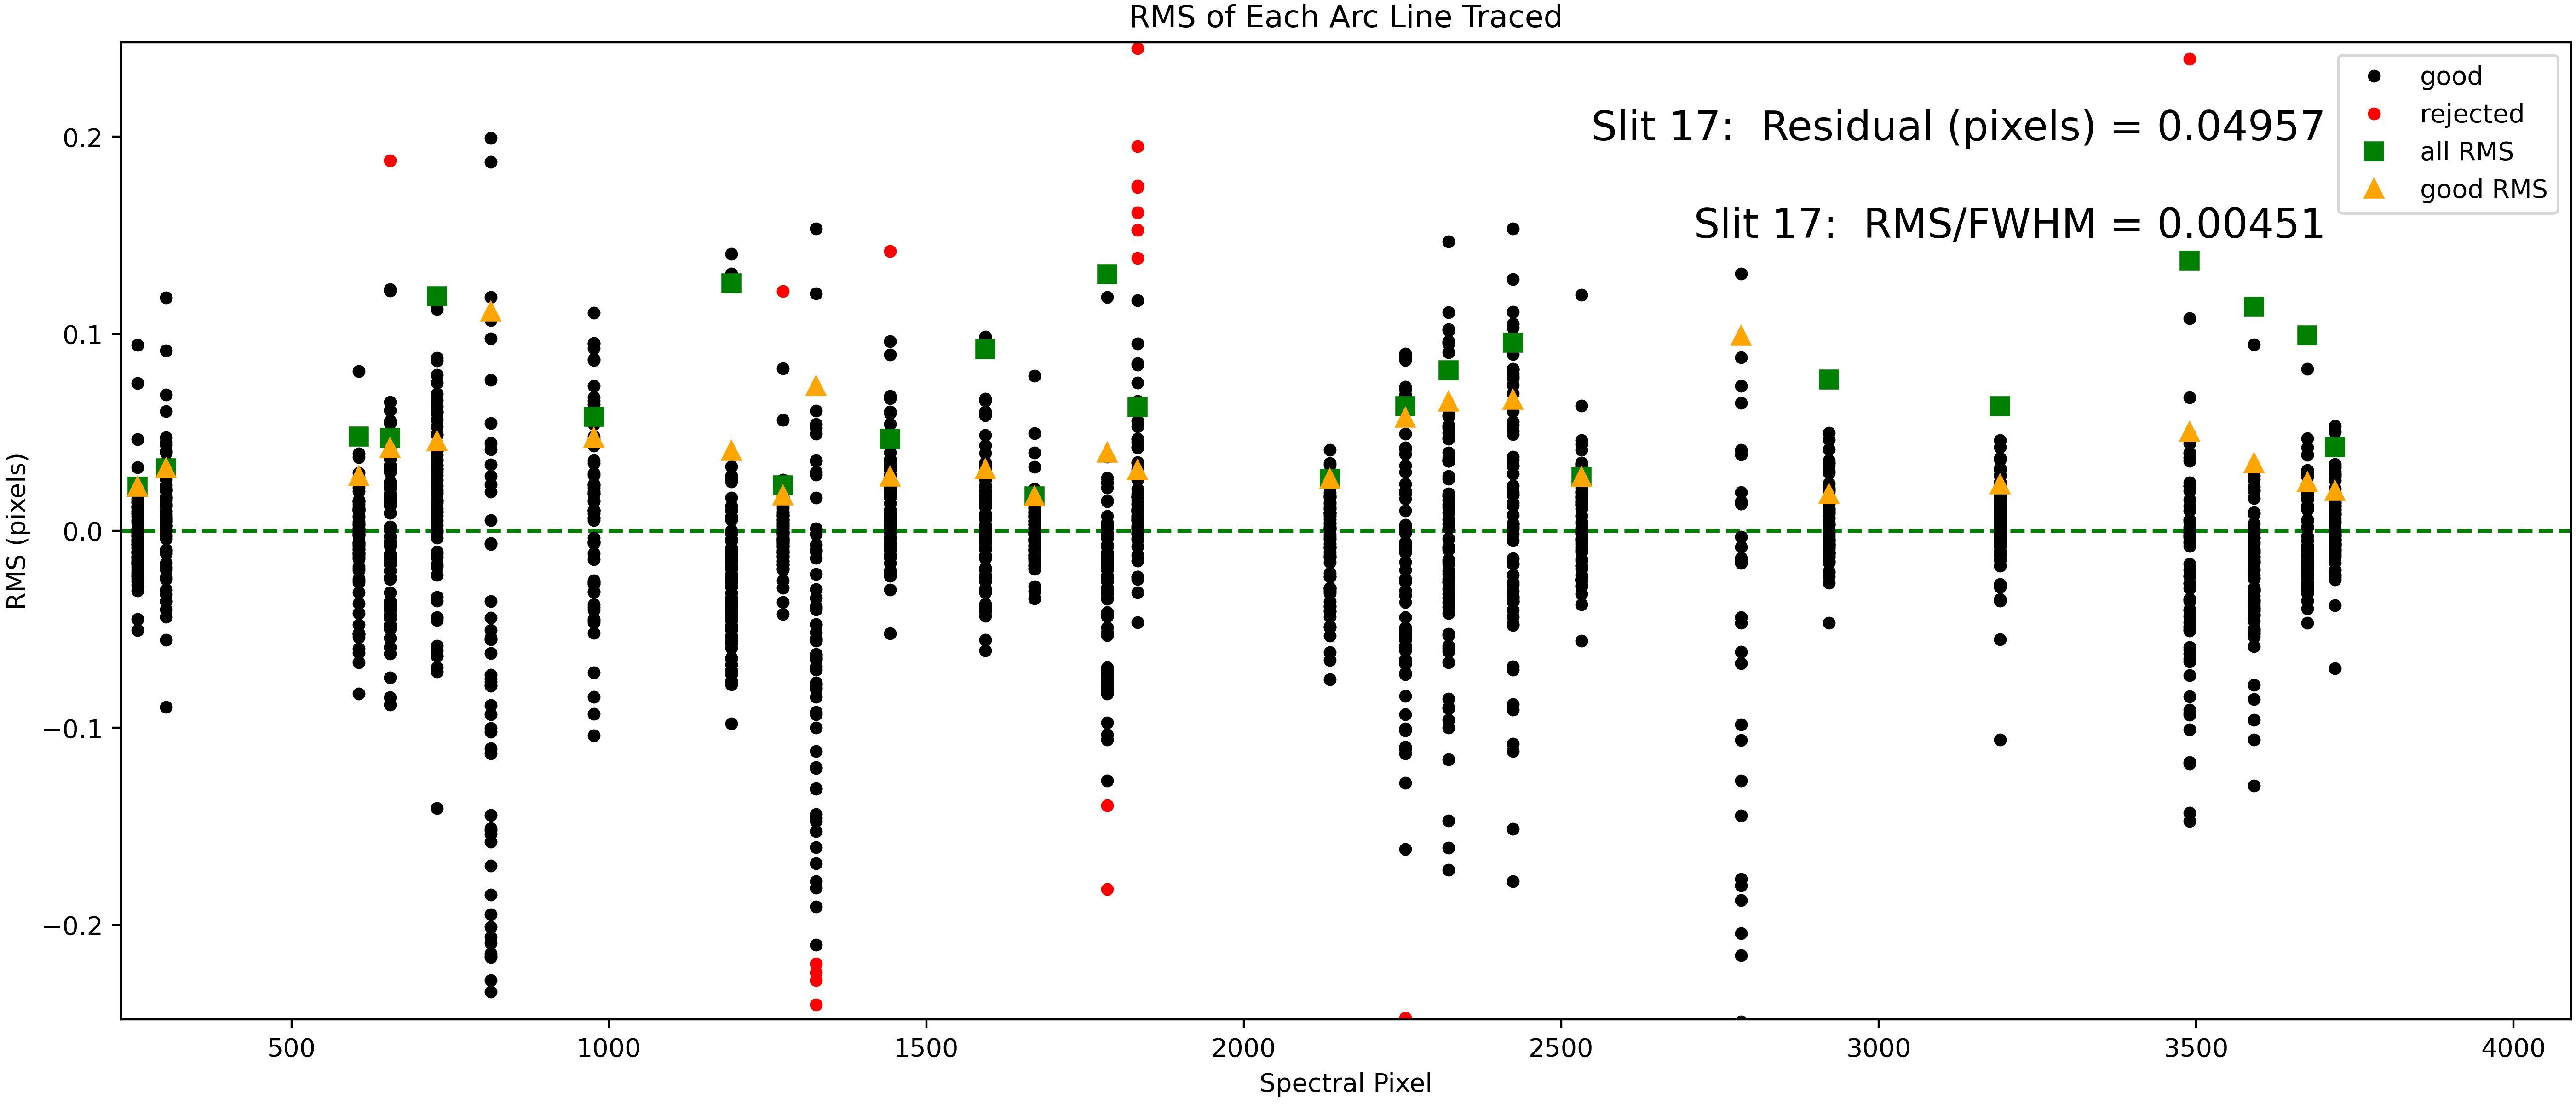 RMS of Each Arc Line Traced
good
rejected
all RMS
good RMS
Slit 17:  Residual (pixels) = 0.04957
Slit 17:  RMS/FWHM = 0.00451
RMS (pixels)
0.2
0.1
0.0
−0.1
−0.2
500 1000 1500 2000 2500 3000 3500 4000
Spectral Pixel